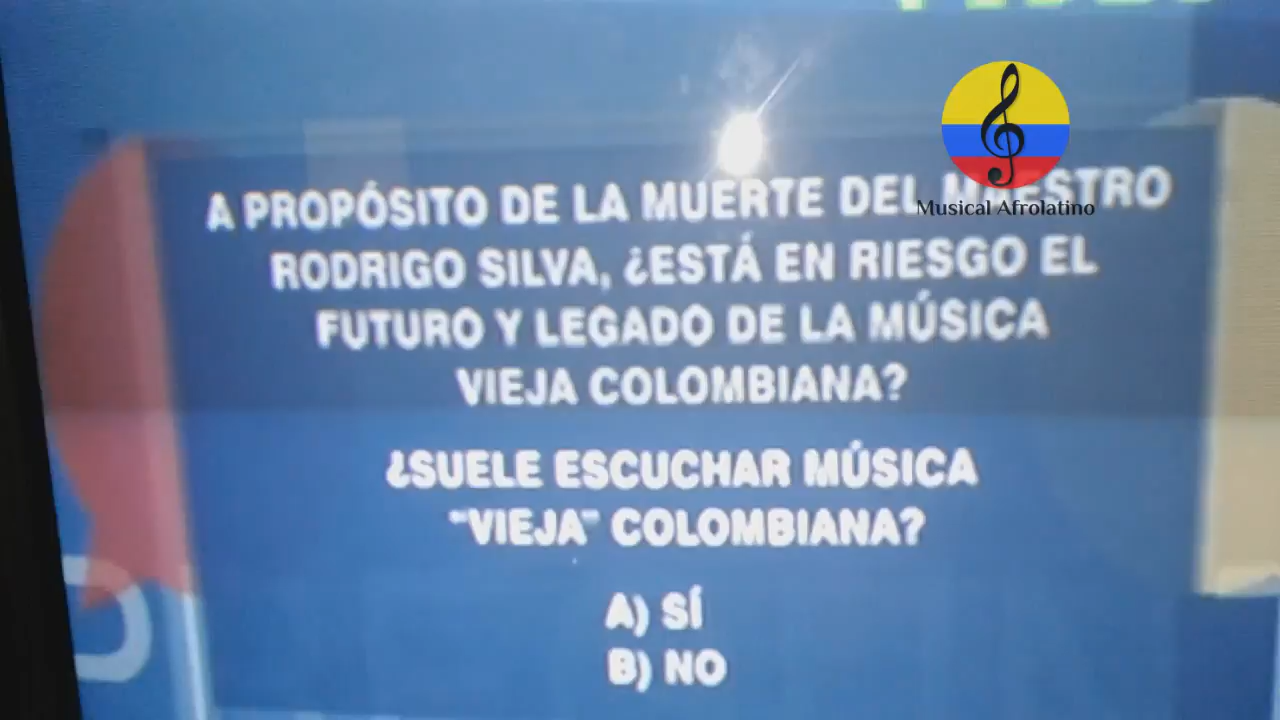 Musical Afrolatino
A PROPÓSITO DE LA MUERTE DEL MAESTRO
RODRIGO SILVA, ¿ESTÁ EN RIESGO EL
FUTURO Y LEGADO DE LA MÚSICA
VIEJA COLOMBIANA?
¿SUELE ESCUCHAR MÚSICA
"VIEJA" COLOMBIANA?
A) SÍ
B) NO